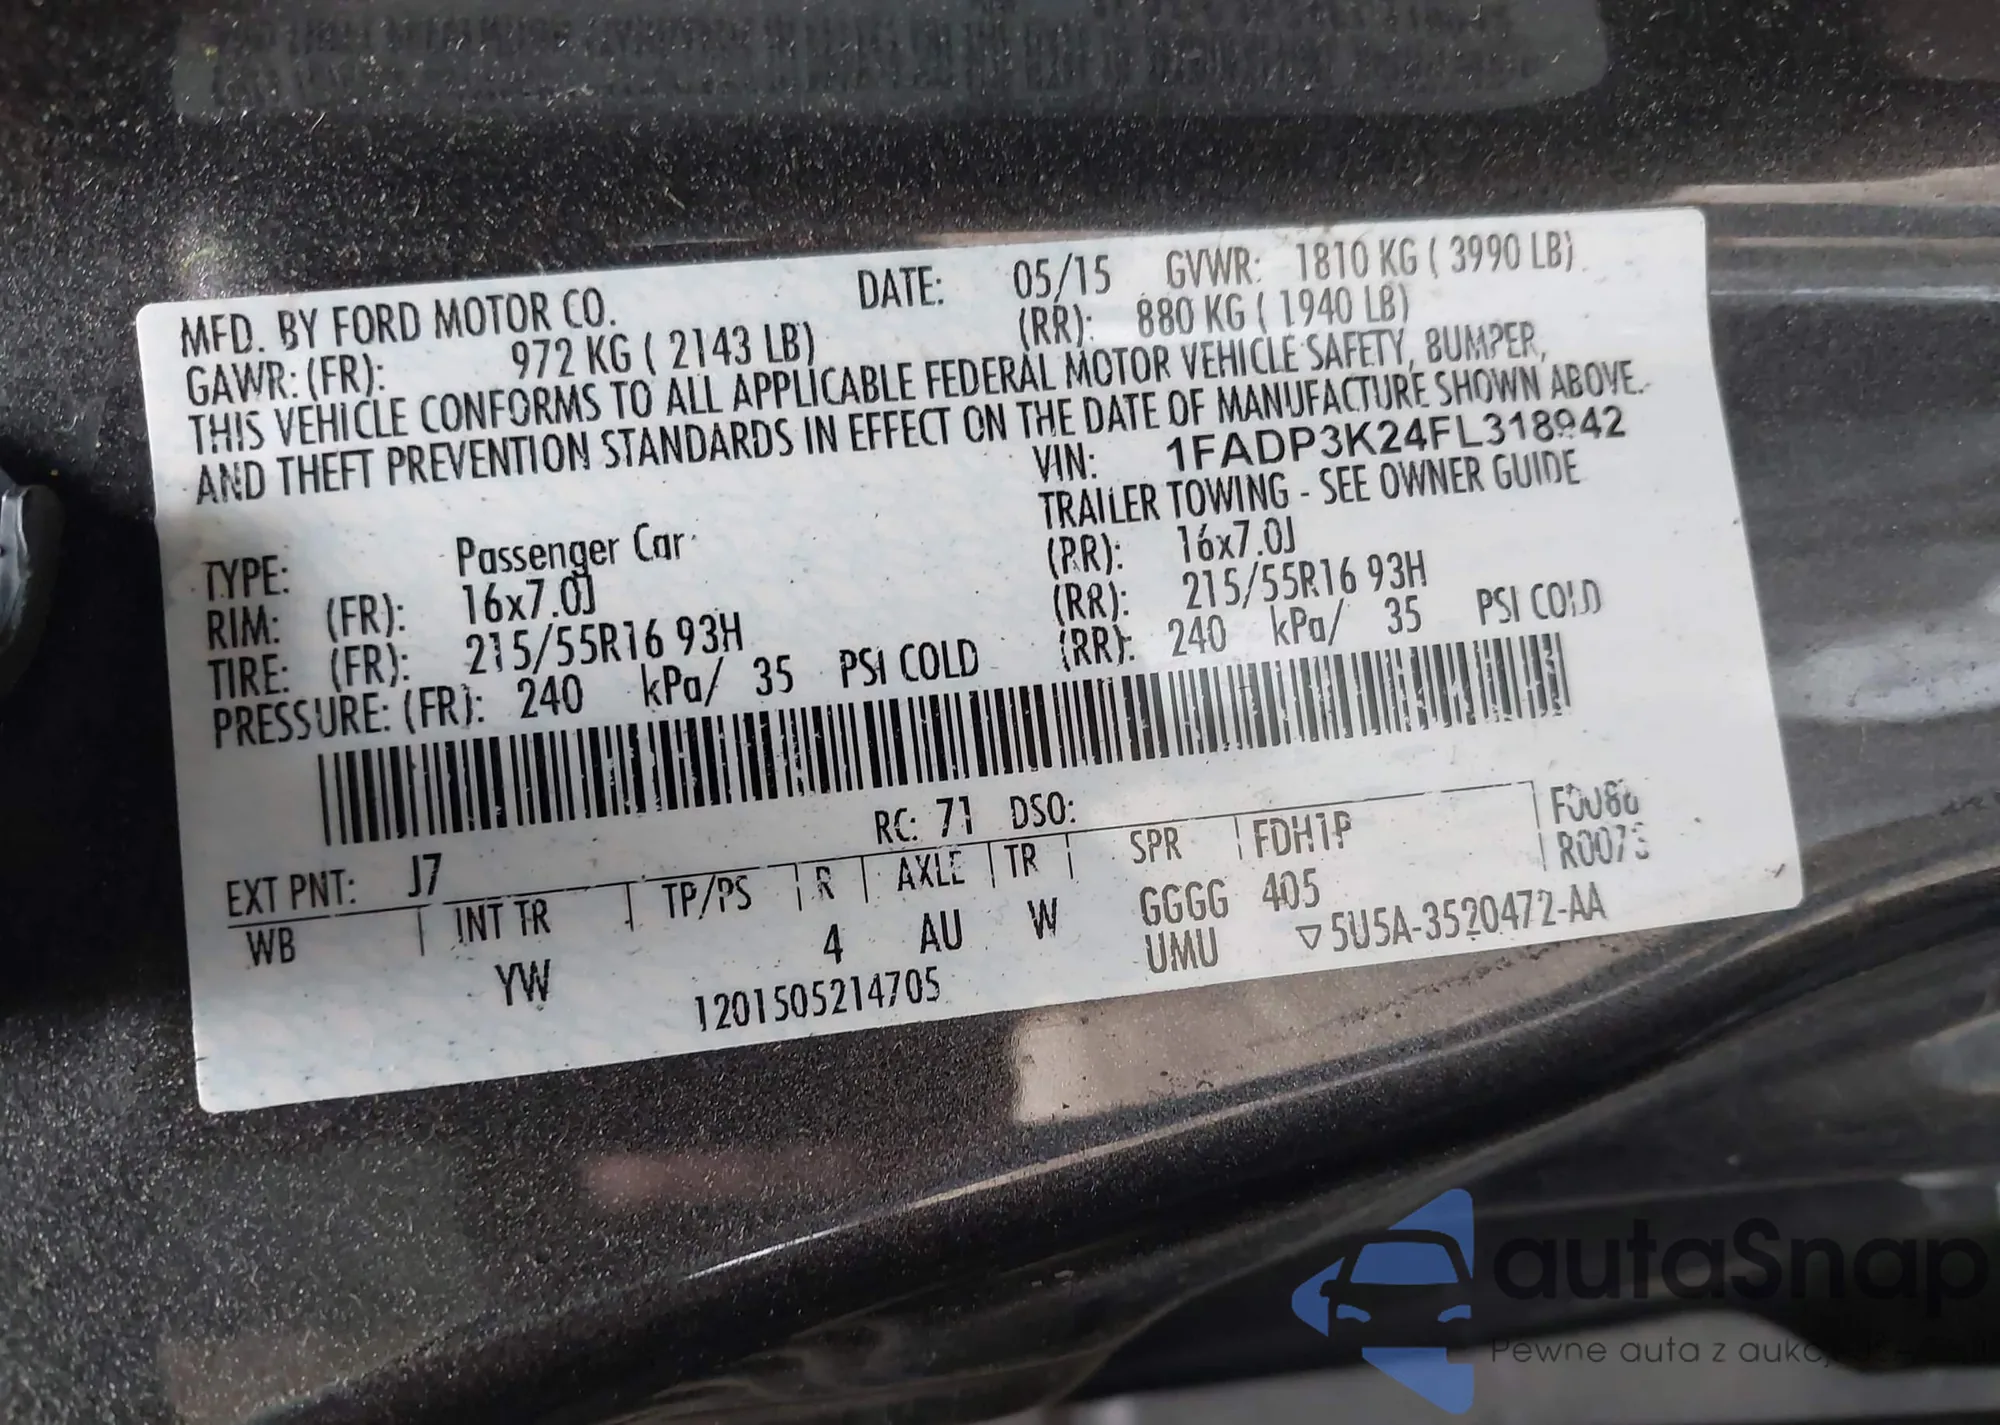 MFD. BY FORD MOTOR CO. DATE: 05/15 GVWR: 1810 KG ( 3990 LB)
GAWR: (FR): 972 KG ( 2143 LB) (RR): 880 KG ( 1940 LB)
THIS VEHICLE CONFORMS TO ALL APPLICABLE FEDERAL MOTOR VEHICLE SAFETY, BUMPER,
AND THEFT PREVENTION STANDARDS IN EFFECT ON THE DATE OF MANUFACTURE SHOWN ABOVE.
VIN: 1FADP3K24FL318942
TRAILER TOWING - SEE OWNER GUIDE
TYPE: Passenger Car
RIM: (FR): 16x7.0J (RR): 16x7.0J
TIRE: (FR): 215/55R16 93H (RR): 215/55R16 93H
PRESSURE: (FR): 240 kPa/ 35 PSI COLD (RR): 240 kPa/ 35 PSI COLD
RC: 71 DSO:
EXT PNT: J7
WB INT TR TP/PS R AXLE TR SPR FDH1P
YW 4 AU W GGGG 405
UMU ▽5U5A-3520472-AA
1201505214705
autaSnap
Pewne auta z